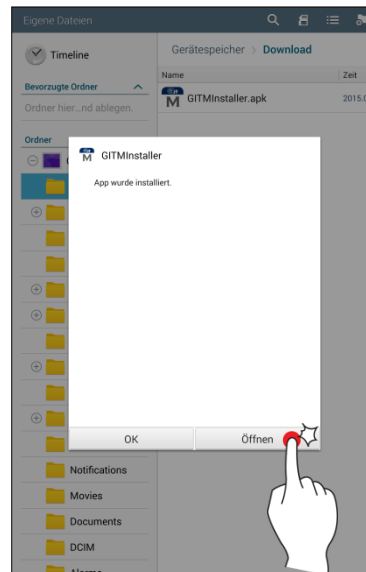 Eigene Dateien
Timeline
Gerätespeicher > Download
Name
Zeit
Bevorzugte Ordner
GITMInstaller.apk
2015.0
Ordner hier...nd ablegen.
Ordner
GITMInstaller
App wurde installiert.
OK
Öffnen
Notifications
Movies
Documents
DCIM